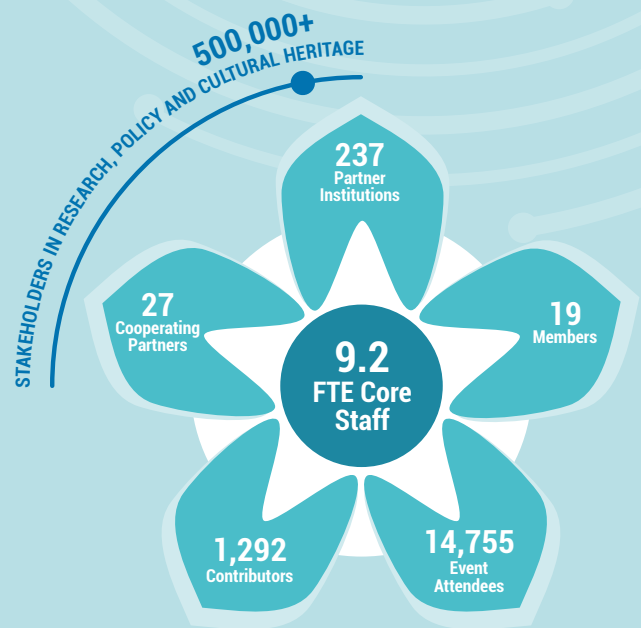 500,000+
STAKEHOLDERS IN RESEARCH, POLICY AND CULTURAL HERITAGE
237
Partner
Institutions
27
Cooperating
Partners
19
Members
9.2
FTE Core
Staff
1,292
Contributors
14,755
Event
Attendees